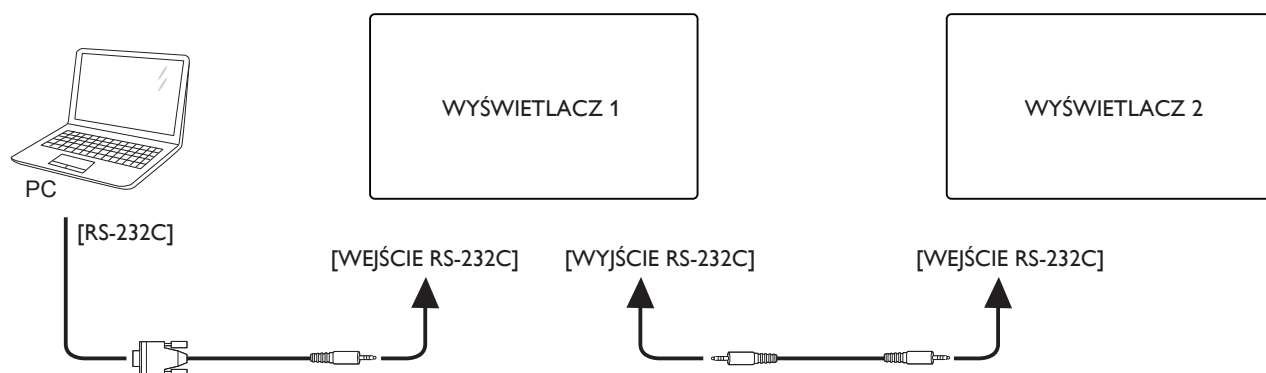 WYŚWIETLACZ 1
WYŚWIETLACZ 2
PC
[RS-232C]
[WEJŚCIE RS-232C]
[WYJŚCIE RS-232C]
[WEJŚCIE RS-232C]